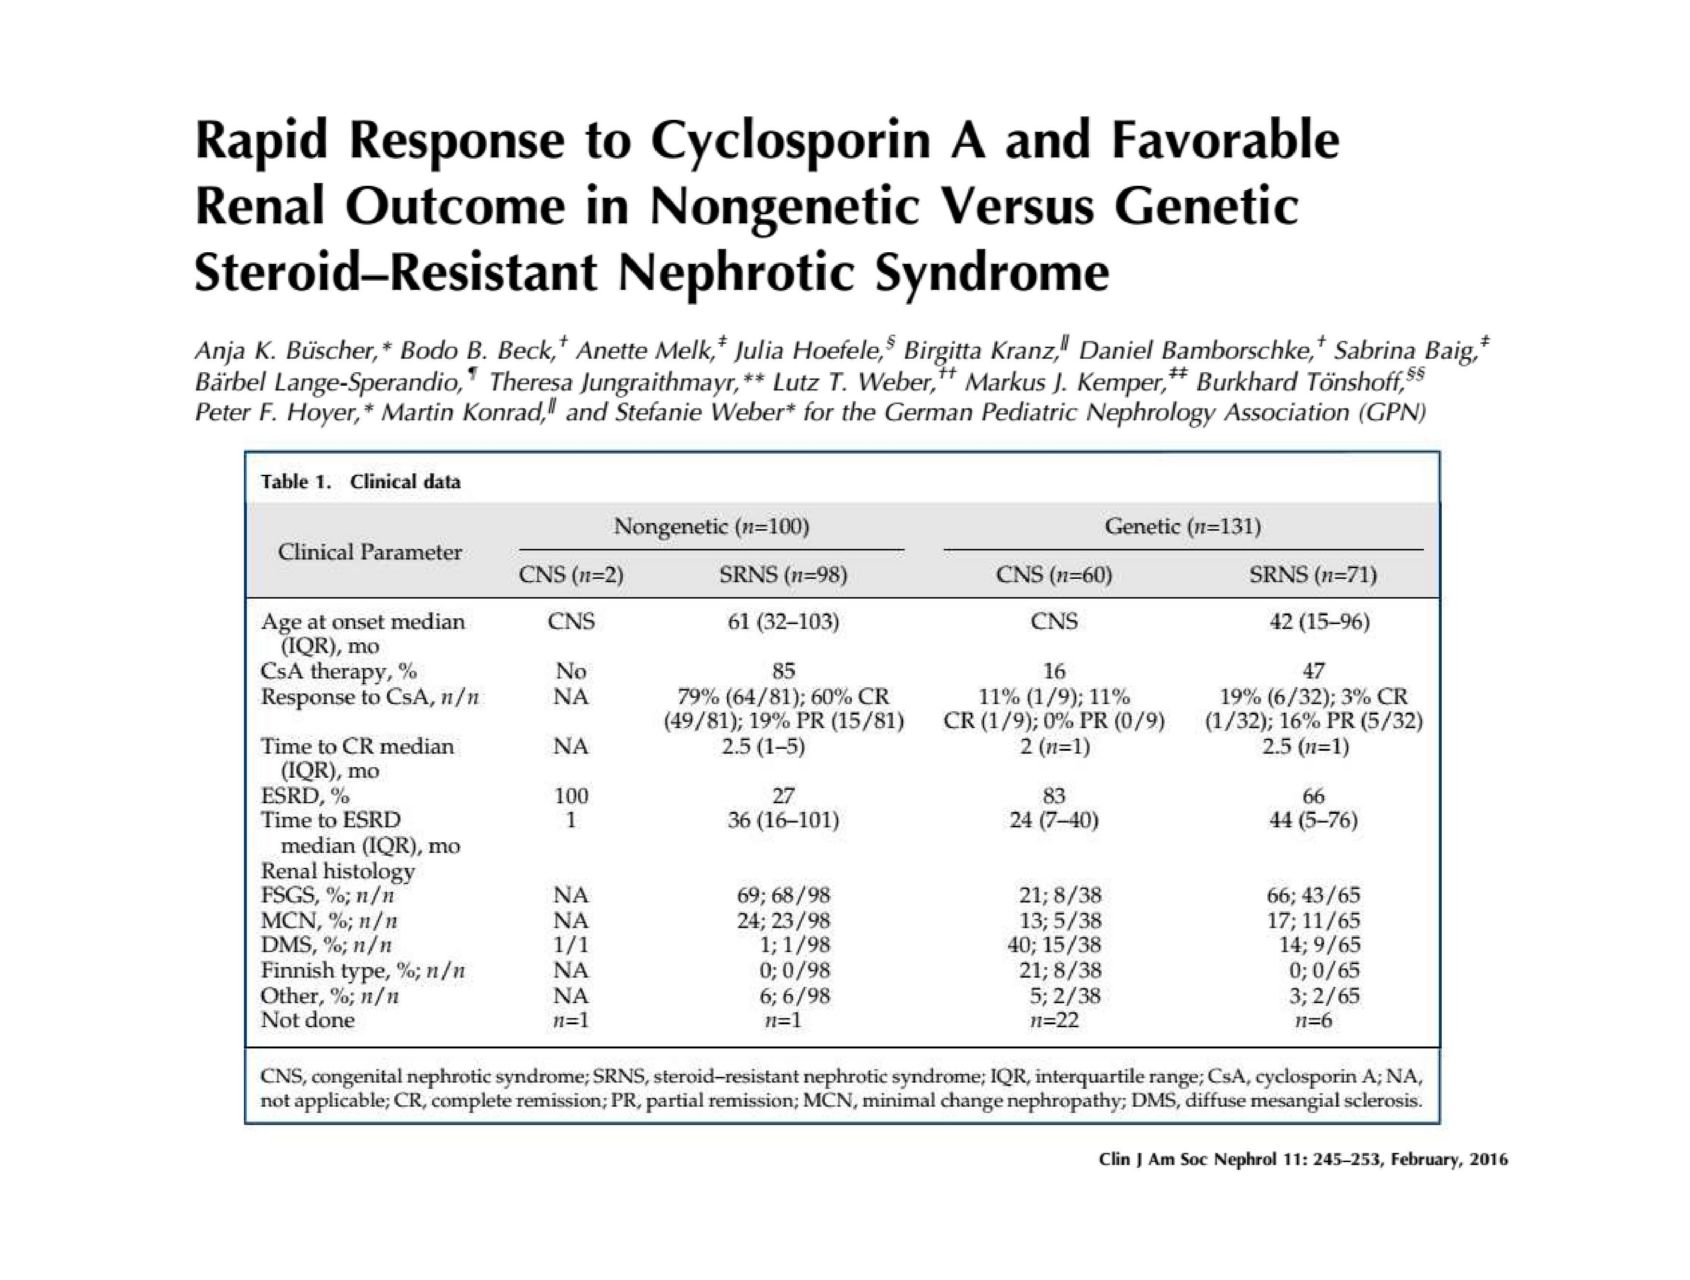 Rapid Response to Cyclosporin A and Favorable
Renal Outcome in Nongenetic Versus Genetic
Steroid–Resistant Nephrotic Syndrome
Anja K. Büscher,* Bodo B. Beck,† Anette Melk,‡ Julia Hoefele,§ Birgitta Kranz,‖ Daniel Bamborschke,† Sabrina Baig,‡
Bärbel Lange-Sperandio,¶ Theresa Jungraithmayr,** Lutz T. Weber,†† Markus J. Kemper,‡‡ Burkhard Tönshoff,§§
Peter F. Hoyer,* Martin Konrad,‖ and Stefanie Weber* for the German Pediatric Nephrology Association (GPN)
Table 1. Clinical data
Clinical Parameter Nongenetic (n=100) Genetic (n=131)
CNS (n=2) SRNS (n=98) CNS (n=60) SRNS (n=71)
Age at onset median CNS 61 (32–103) CNS 42 (15–96)
(IQR), mo
CsA therapy, % No 85 16 47
Response to CsA, n/n NA 79% (64/81); 60% CR 11% (1/9); 11% 19% (6/32); 3% CR
(49/81); 19% PR (15/81) CR (1/9); 0% PR (0/9) (1/32); 16% PR (5/32)
Time to CR median NA 2.5 (1–5) 2 (n=1) 2.5 (n=1)
(IQR), mo
ESRD, % 100 27 83 66
Time to ESRD 1 36 (16–101) 24 (7–40) 44 (5–76)
median (IQR), mo
Renal histology
FSGS, %; n/n NA 69; 68/98 21; 8/38 66; 43/65
MCN, %; n/n NA 24; 23/98 13; 5/38 17; 11/65
DMS, %; n/n 1/1 1; 1/98 40; 15/38 14; 9/65
Finnish type, %; n/n NA 0; 0/98 21; 8/38 0; 0/65
Other, %; n/n NA 6; 6/98 5; 2/38 3; 2/65
Not done n=1 n=1 n=22 n=6
CNS, congenital nephrotic syndrome; SRNS, steroid–resistant nephrotic syndrome; IQR, interquartile range; CsA, cyclosporin A; NA,
not applicable; CR, complete remission; PR, partial remission; MCN, minimal change nephropathy; DMS, diffuse mesangial sclerosis.
Clin J Am Soc Nephrol 11: 245–253, February, 2016